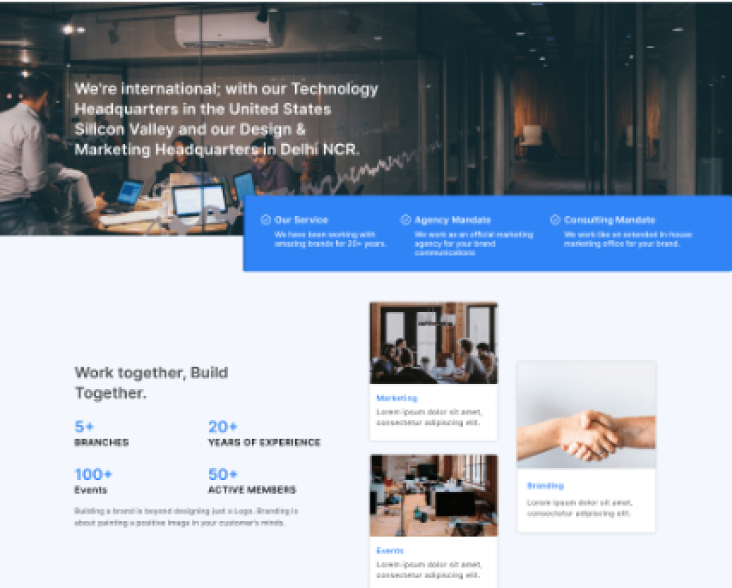 We're international; with our Technology
Headquarters in the United States
Silicon Valley and our Design &
Marketing Headquarters in Delhi NCR.
Our Service
We have been working with
amazing brands for 20+ years.
Agency Mandate
We work as an official marketing
agency for your brand
communications
Consulting Mandate
We work like an extended in-house
marketing office for your brand.
Work together, Build
Together.
5+
BRANCHES
20+
YEARS OF EXPERIENCE
100+
Events
50+
ACTIVE MEMBERS
Building a brand is beyond designing just a Logo. Branding is
about painting a positive image in your customer's minds.
Marketing
Lorem ipsum dolor sit amet,
consectetur adipiscing elit.
Branding
Lorem ipsum dolor sit amet,
consectetur adipiscing elit.
Events
Lorem ipsum dolor sit amet,
consectetur adipiscing elit.